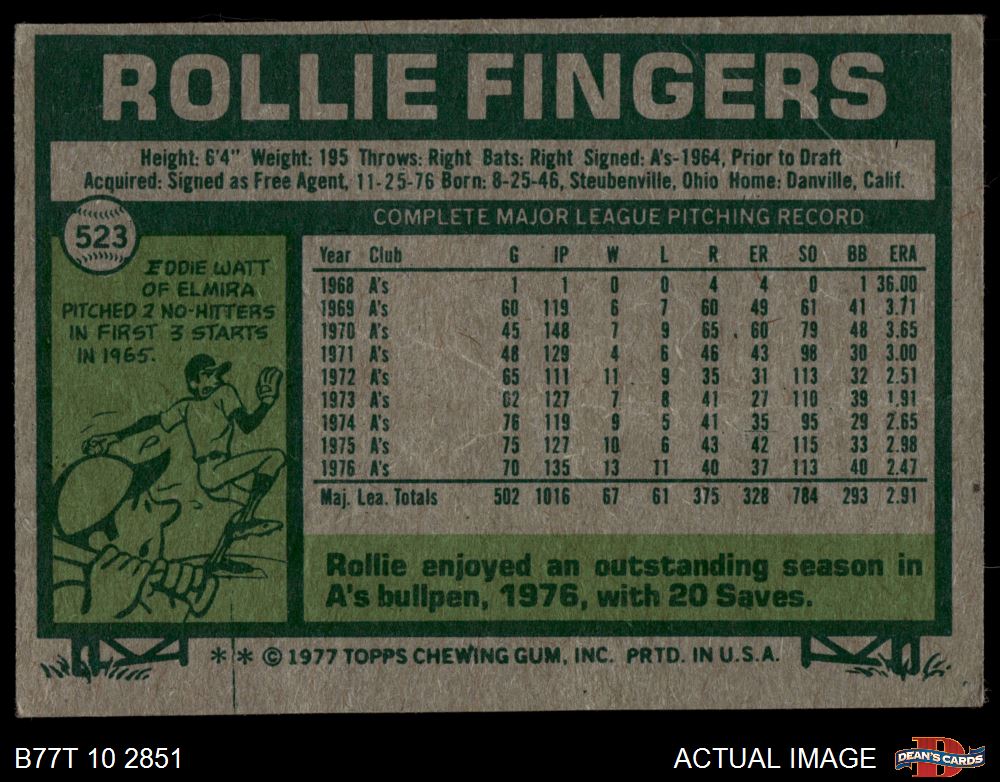 ROLLIE FINGERS
Height: 6'4" Weight: 195 Throws: Right Bats: Right Signed: A's-1964, Prior to Draft
Acquired: Signed as Free Agent, 11-25-76 Born: 8-25-46, Steubenville, Ohio Home: Danville, Calif.
523
EDDIE WATT
OF ELMIRA
PITCHED 2 NO-HITTERS
IN FIRST 3 STARTS
IN 1965.
COMPLETE MAJOR LEAGUE PITCHING RECORD
Year Club G IP W L R ER SO BB ERA
1968 A's 1 1 0 0 4 4 0 1 36.00
1969 A's 60 119 6 7 60 49 61 41 3.71
1970 A's 45 148 7 9 65 60 79 48 3.65
1971 A's 48 129 4 6 46 43 98 30 3.00
1972 A's 65 111 11 9 35 31 113 32 2.51
1973 A's 62 127 7 8 41 27 110 39 1.91
1974 A's 76 119 9 5 41 35 95 29 2.65
1975 A's 75 127 10 6 43 42 115 33 2.98
1976 A's 70 135 13 11 40 37 113 40 2.47
Maj. Lea. Totals 502 1016 67 61 375 328 784 293 2.91
Rollie enjoyed an outstanding season in
A's bullpen, 1976, with 20 Saves.
** © 1977 TOPPS CHEWING GUM, INC. PRTD. IN U.S.A.
B77T 10 2851
ACTUAL IMAGE
D
DEAN'S CARDS